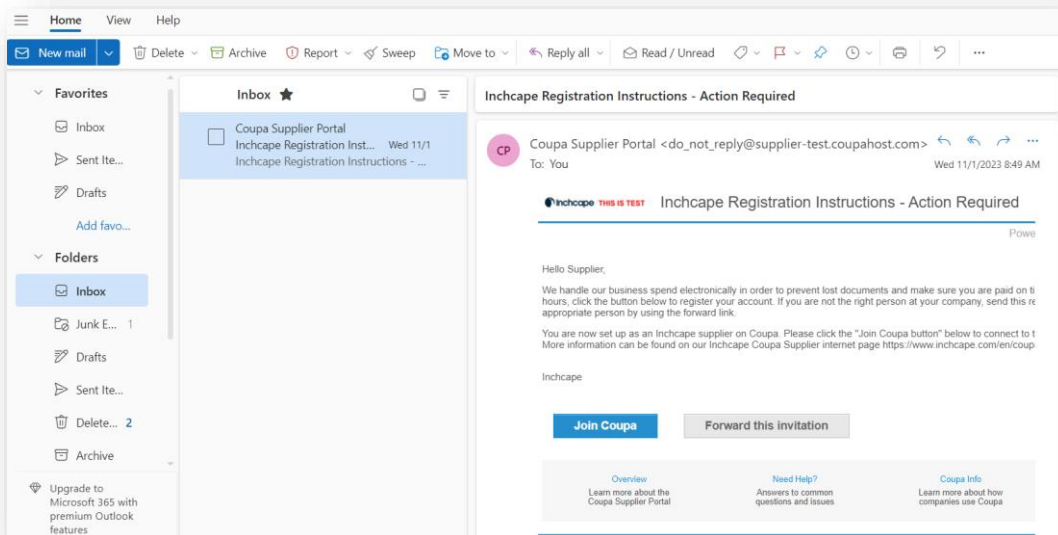 Home View Help
New mail Delete Archive Report Sweep Move to Reply all Read / Unread
Favorites
Inbox
Sent Ite...
Drafts
Add favo...
Folders
Inbox
Junk E... 1
Drafts
Sent Ite...
Delete... 2
Archive
Upgrade to
Microsoft 365 with
premium Outlook
features
Inbox
Coupa Supplier Portal
Inchcape Registration Inst... Wed 11/1
Inchcape Registration Instructions - ...
Inchcape Registration Instructions - Action Required
CP
Coupa Supplier Portal <do_not_reply@supplier-test.coupahost.com>
To: You
Wed 11/1/2023 8:49 AM
Inchcape THIS IS TEST Inchcape Registration Instructions - Action Required
Powe
Hello Supplier,
We handle our business spend electronically in order to prevent lost documents and make sure you are paid on ti
hours, click the button below to register your account. If you are not the right person at your company, send this re
appropriate person by using the forward link.
You are now set up as an Inchcape supplier on Coupa. Please click the "Join Coupa button" below to connect to t
More information can be found on our Inchcape Coupa Supplier internet page https://www.inchcape.com/en/coup
Inchcape
Join Coupa Forward this invitation
Overview
Learn more about the
Coupa Supplier Portal
Need Help?
Answers to common
questions and issues
Coupa Info
Learn more about how
companies use Coupa